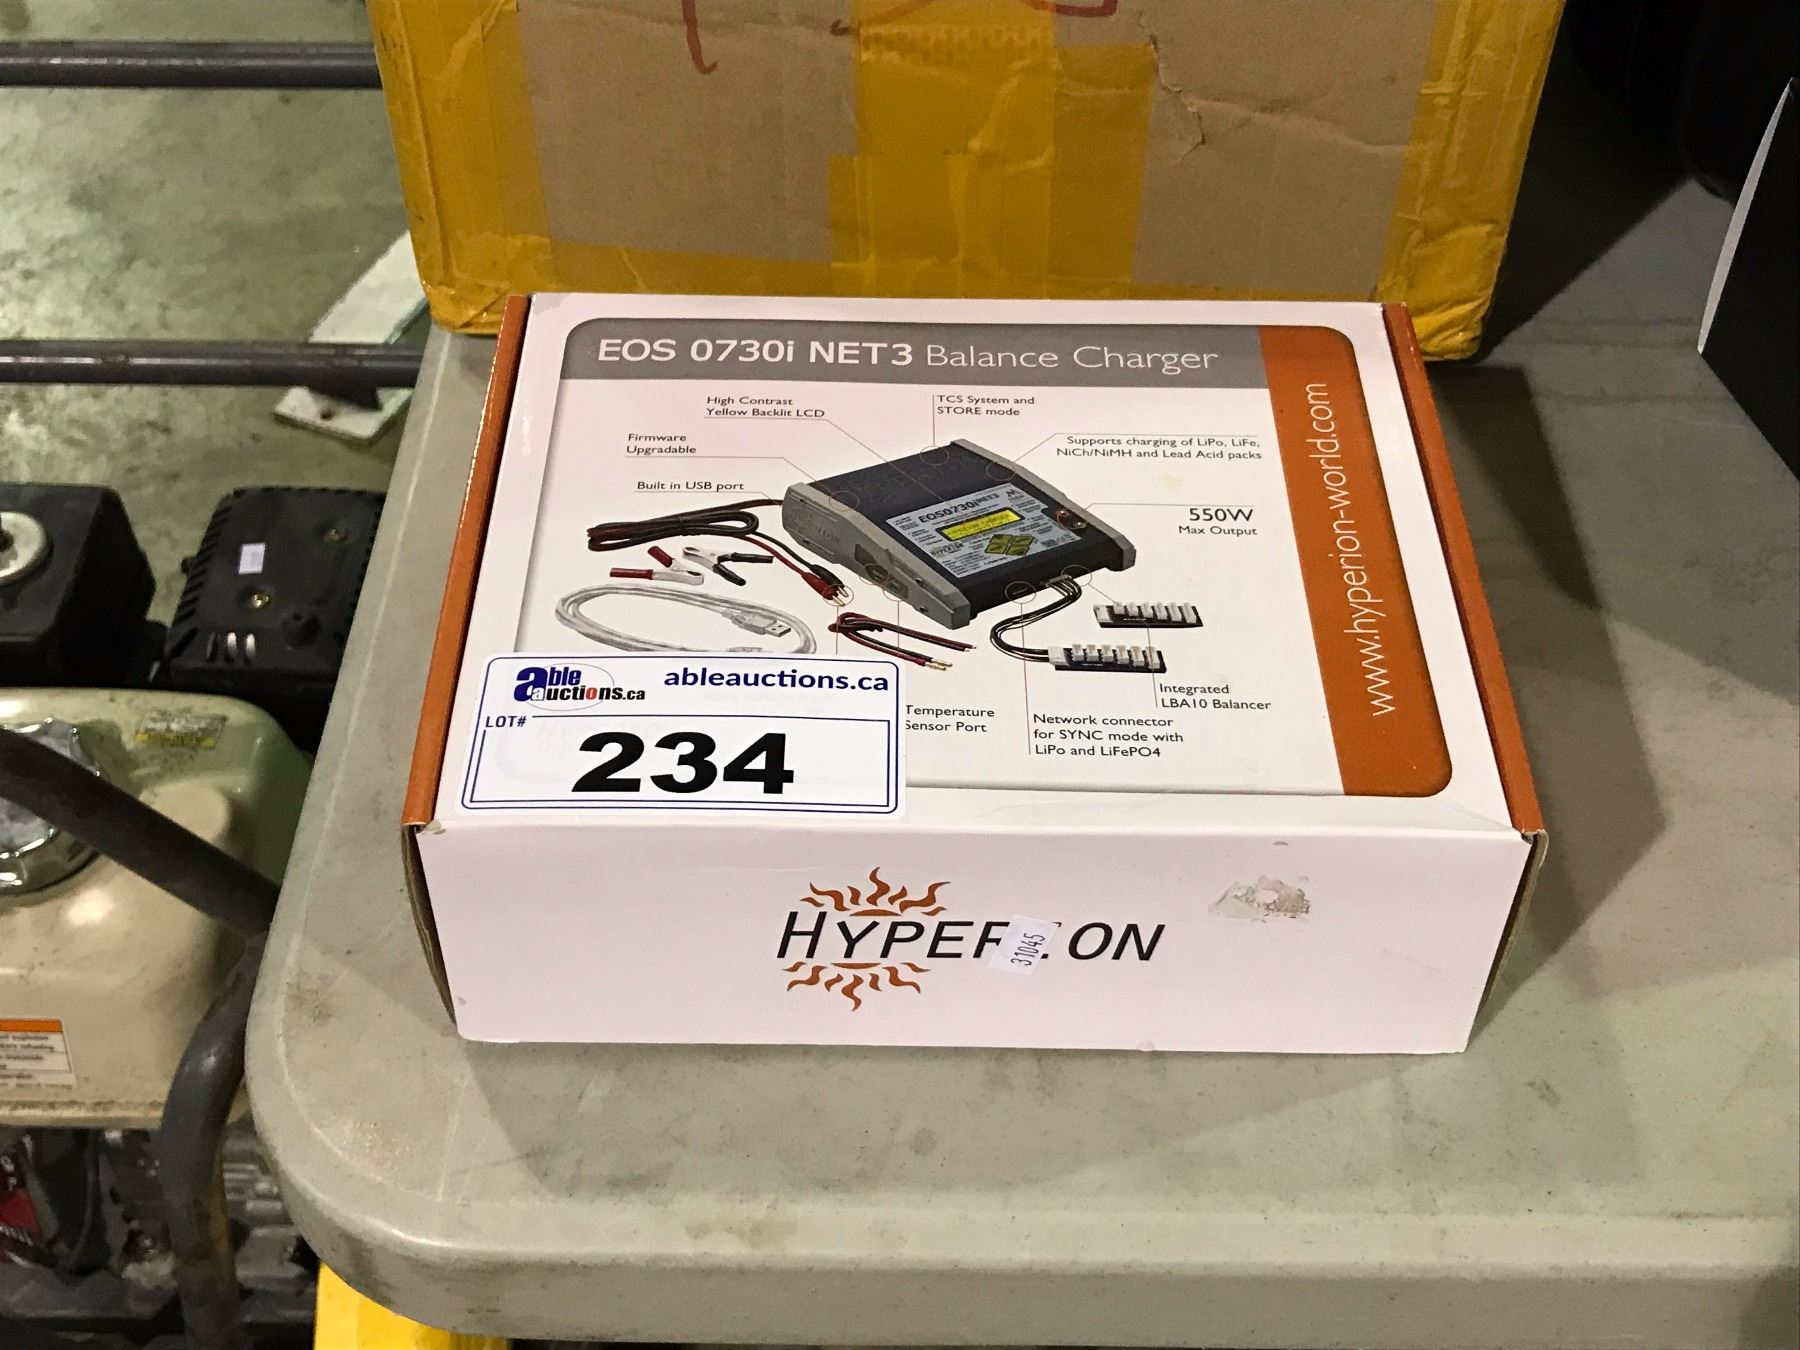 EOS 0730i NET3 Balance Charger
High Contrast
Yellow Backlit LCD
TCS System and
STORE mode
Firmware
Upgradable
Supports charging of LiPo, LiFe,
NiCh/NiMH and Lead Acid packs
Built in USB port
550W
Max Output
EOS0730i NET3
HYPERION
www.hyperion-world.com
Integrated
LBA10 Balancer
Temperature
Sensor Port
Network connector
for SYNC mode with
LiPo and LiFePO4
able auctions.ca
ableauctions.ca
LOT#
234
HYPER ON
31045